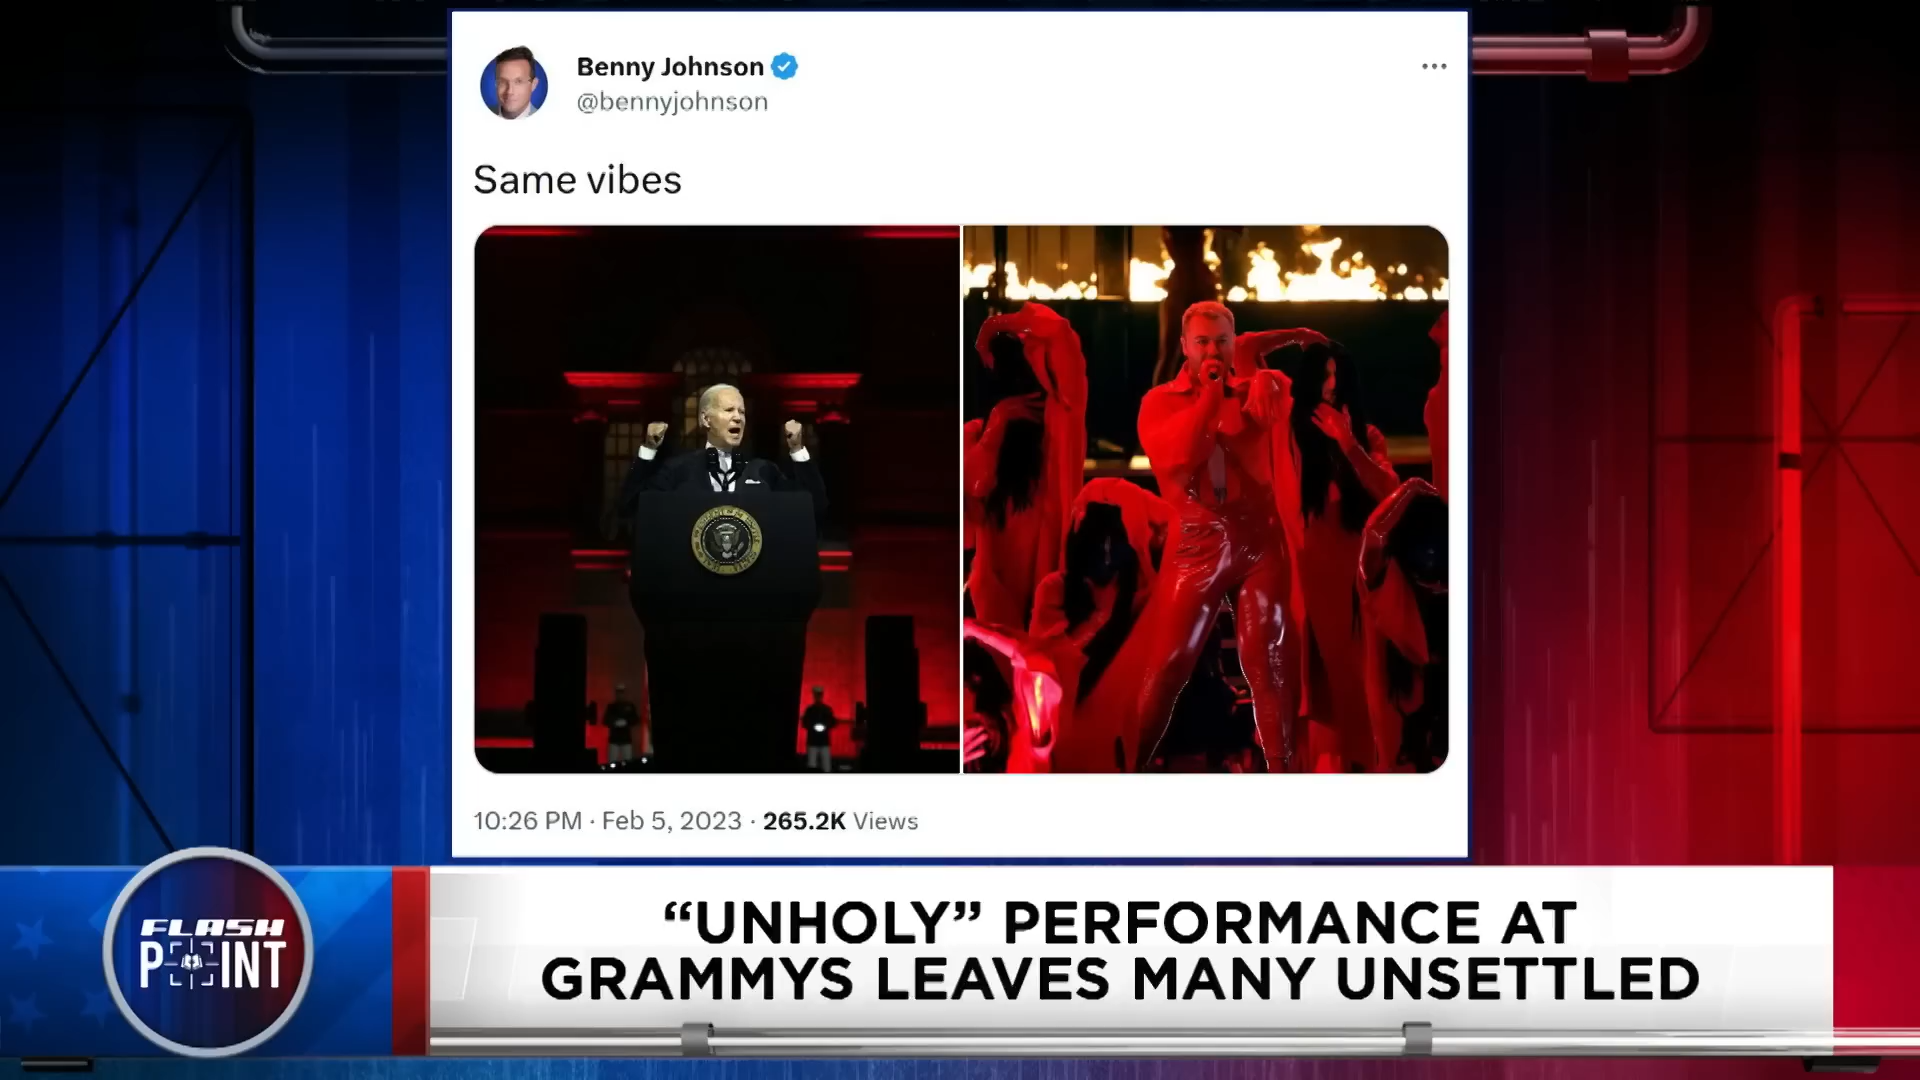 Benny Johnson
@bennyjohnson
Same vibes
10:26 PM · Feb 5, 2023 · 265.2K Views
FLASH
POINT
“UNHOLY” PERFORMANCE AT
GRAMMYS LEAVES MANY UNSETTLED